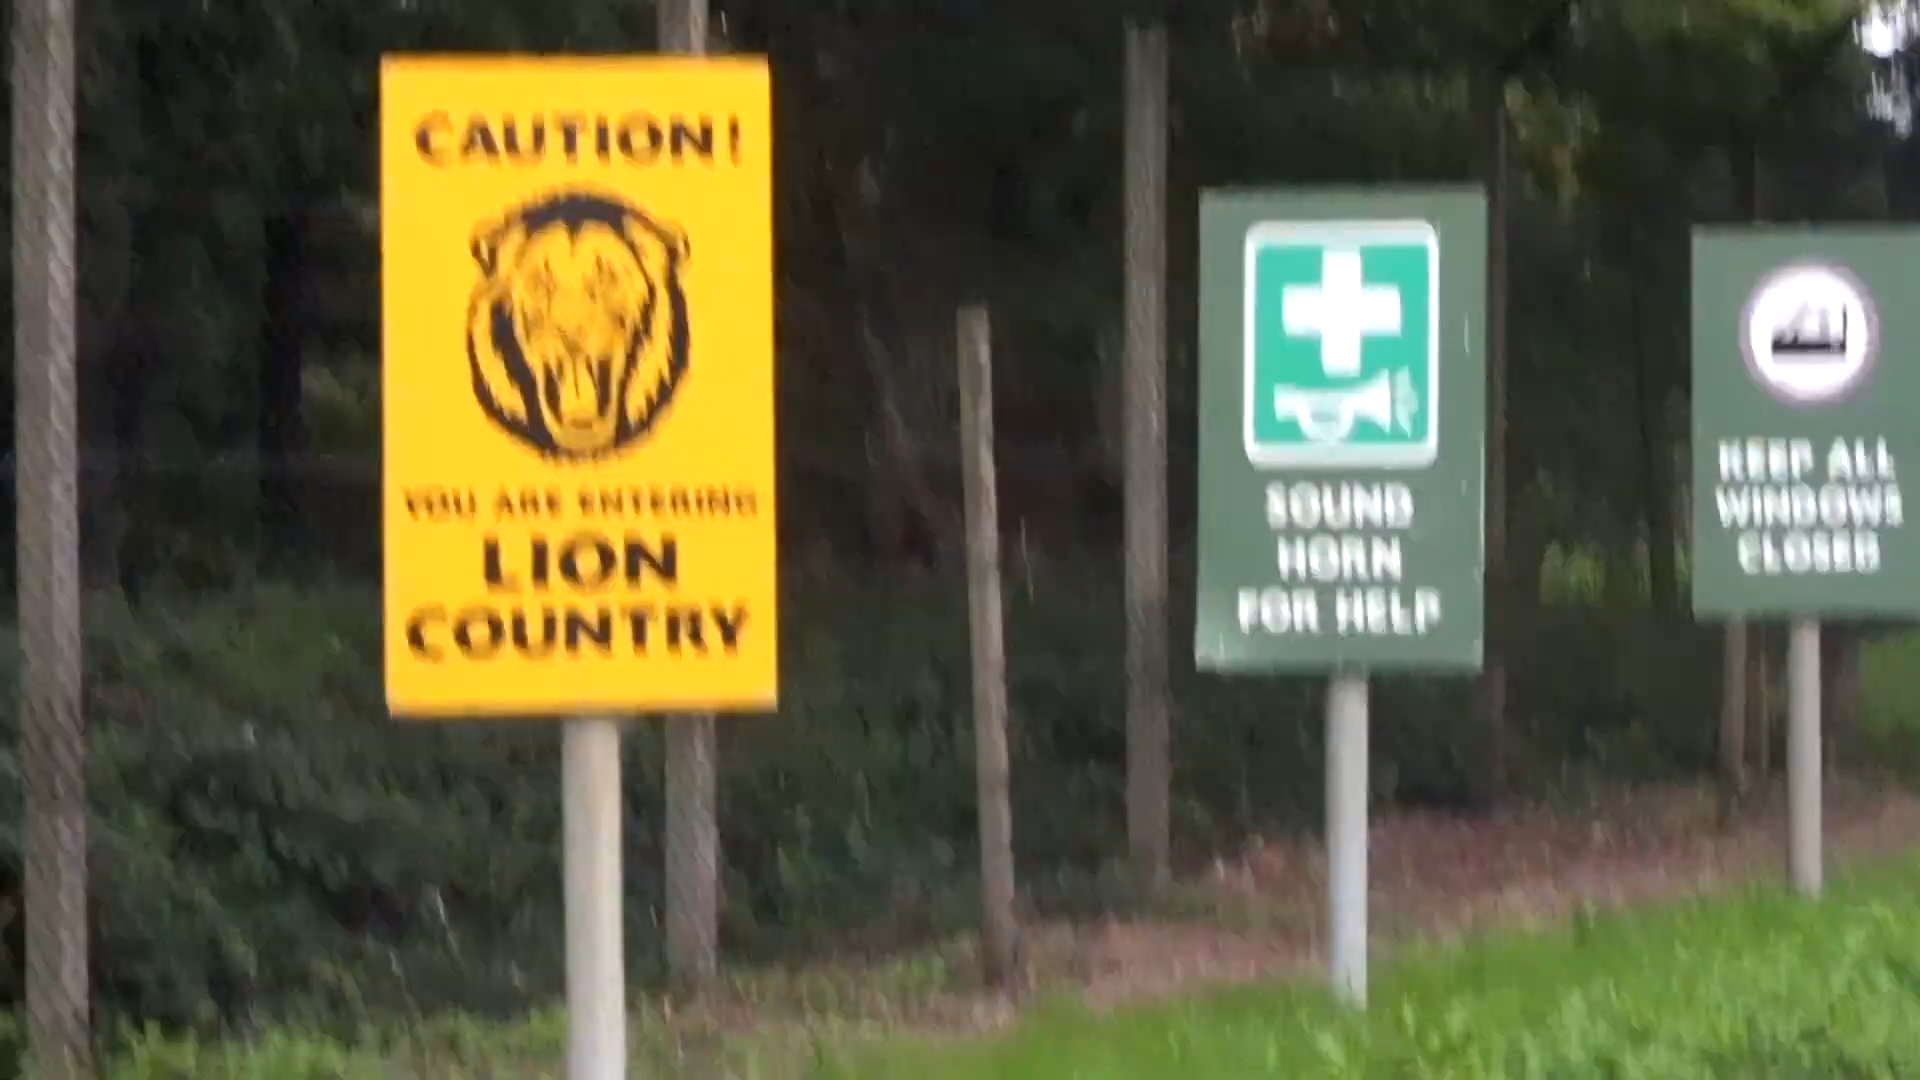 CAUTION!
YOU ARE ENTERING
LION
COUNTRY
SOUND
HORN
FOR HELP
KEEP ALL
WINDOWS
CLOSED